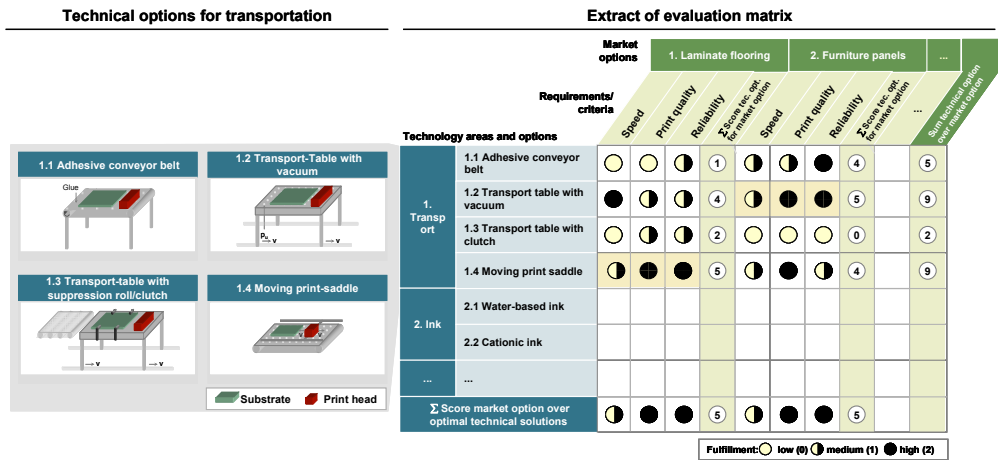 Technical options for transportation
1.1 Adhesive conveyor belt
Glue
1.2 Transport-Table with
vacuum
Pu
v
1.3 Transport-table with
suppression roll/clutch
v
v
1.4 Moving print-saddle
v
v
Substrate
Print head
Extract of evaluation matrix
Market
options
1. Laminate flooring
2. Furniture panels
...
Sum technical option
over market option
Requirements/
criteria
Speed
Print quality
Reliability
Σ Score tec. opt.
for market option
Speed
Print quality
Reliability
Σ Score tec. opt.
for market option
...
Technology areas and options
1.
Transp
ort
1.1 Adhesive conveyor
belt
1
4
5
1.2 Transport table with
vacuum
4
5
9
1.3 Transport table with
clutch
2
0
2
1.4 Moving print saddle
5
4
9
2. Ink
2.1 Water-based ink
2.2 Cationic ink
...
...
Σ Score market option over
optimal technical solutions
5
5
Fulfillment: low (0) medium (1) high (2)